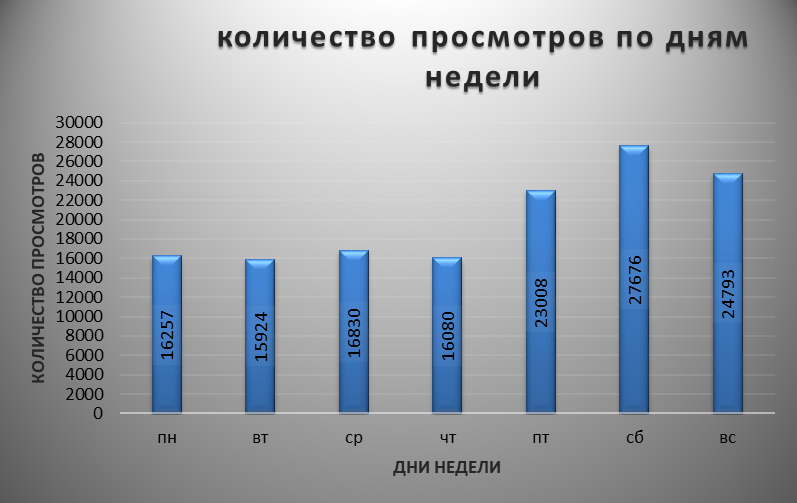 количество просмотров по дням
недели
КОЛИЧЕСТВО ПРОСМОТРОВ
30000
28000
26000
24000
22000
20000
18000
16000
14000
12000
10000
8000
6000
4000
2000
0
16257
15924
16830
16080
23008
27676
24793
пн
вт
ср
чт
пт
сб
вс
ДНИ НЕДЕЛИ